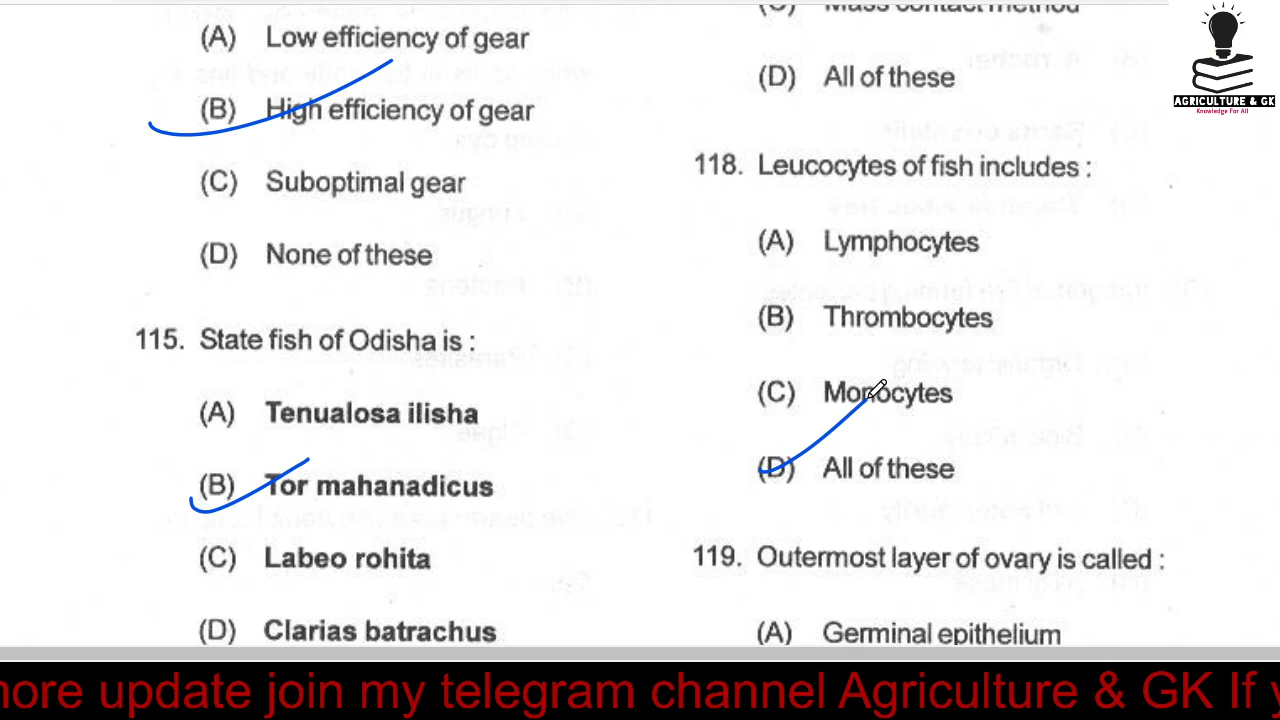 (A) Low efficiency of gear
(B) High efficiency of gear
(C) Suboptimal gear
(D) None of these
115. State fish of Odisha is :
(A) Tenualosa ilisha
(B) Tor mahanadicus
(C) Labeo rohita
(D) Clarias batrachus
(C) Mass contact method
(D) All of these
118. Leucocytes of fish includes :
(A) Lymphocytes
(B) Thrombocytes
(C) Monocytes
(D) All of these
119. Outermost layer of ovary is called :
(A) Germinal epithelium
AGRICULTURE & GK
Knowledge For All
more update join my telegram channel Agriculture & GK If